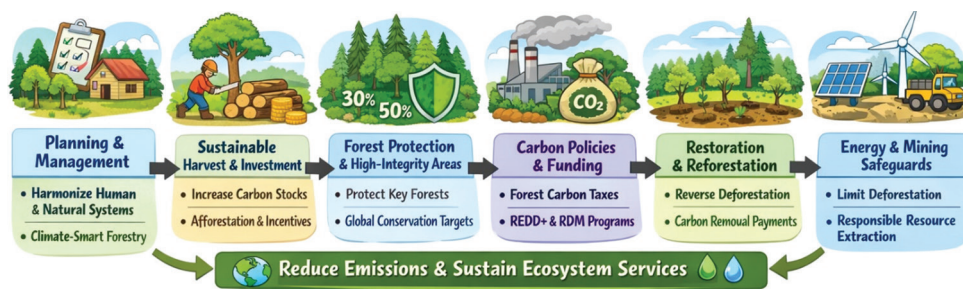 30%
50%
CO₂
Planning &
Management
• Harmonize Human
& Natural Systems
• Climate-Smart Forestry
Sustainable
Harvest & Investment
• Increase Carbon Stocks
• Afforestation & Incentives
Forest Protection
& High-Integrity Areas
• Protect Key Forests
• Global Conservation Targets
Carbon Policies
& Funding
• Forest Carbon Taxes
• REDD+ & RDM Programs
Restoration
& Reforestation
• Reverse Deforestation
• Carbon Removal Payments
Energy & Mining
Safeguards
• Limit Deforestation
• Responsible Resource
Extraction
Reduce Emissions & Sustain Ecosystem Services